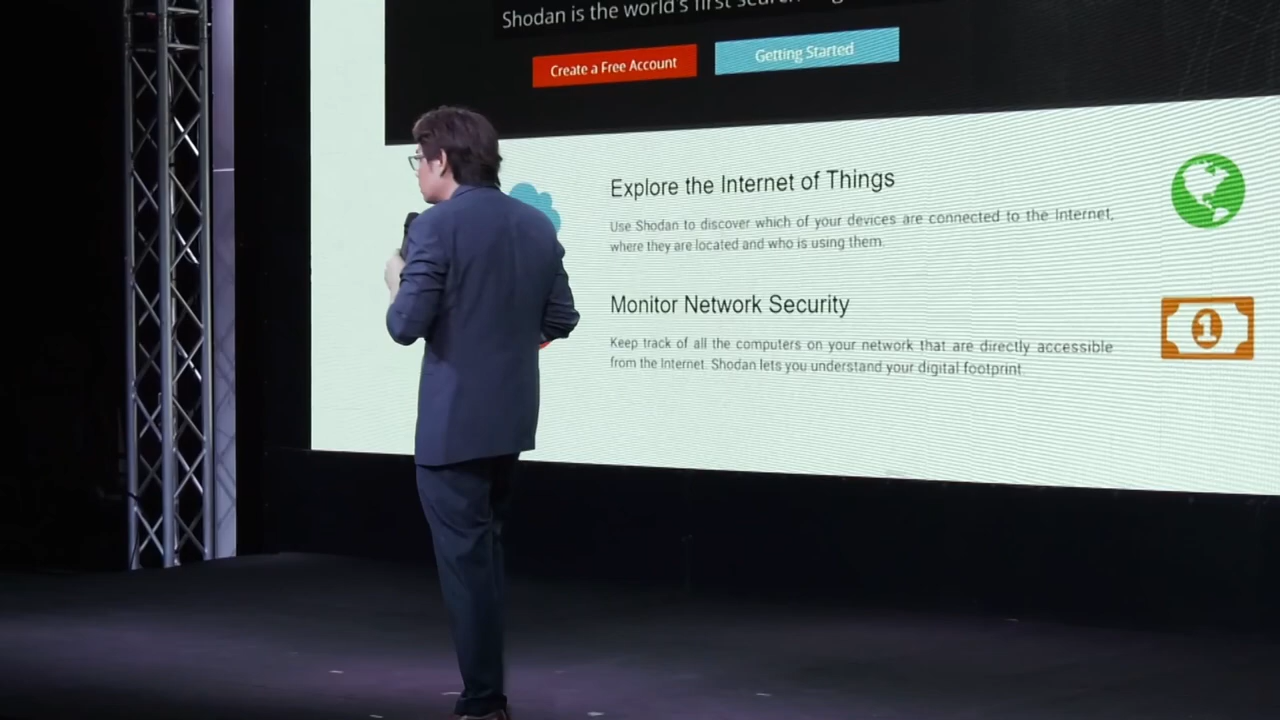 Shodan is the world's first search
Create a Free Account
Getting Started
Explore the Internet of Things
Use Shodan to discover which of your devices are connected to the Internet,
where they are located and who is using them.
Monitor Network Security
Keep track of all the computers on your network that are directly accessible
from the Internet. Shodan lets you understand your digital footprint.
1